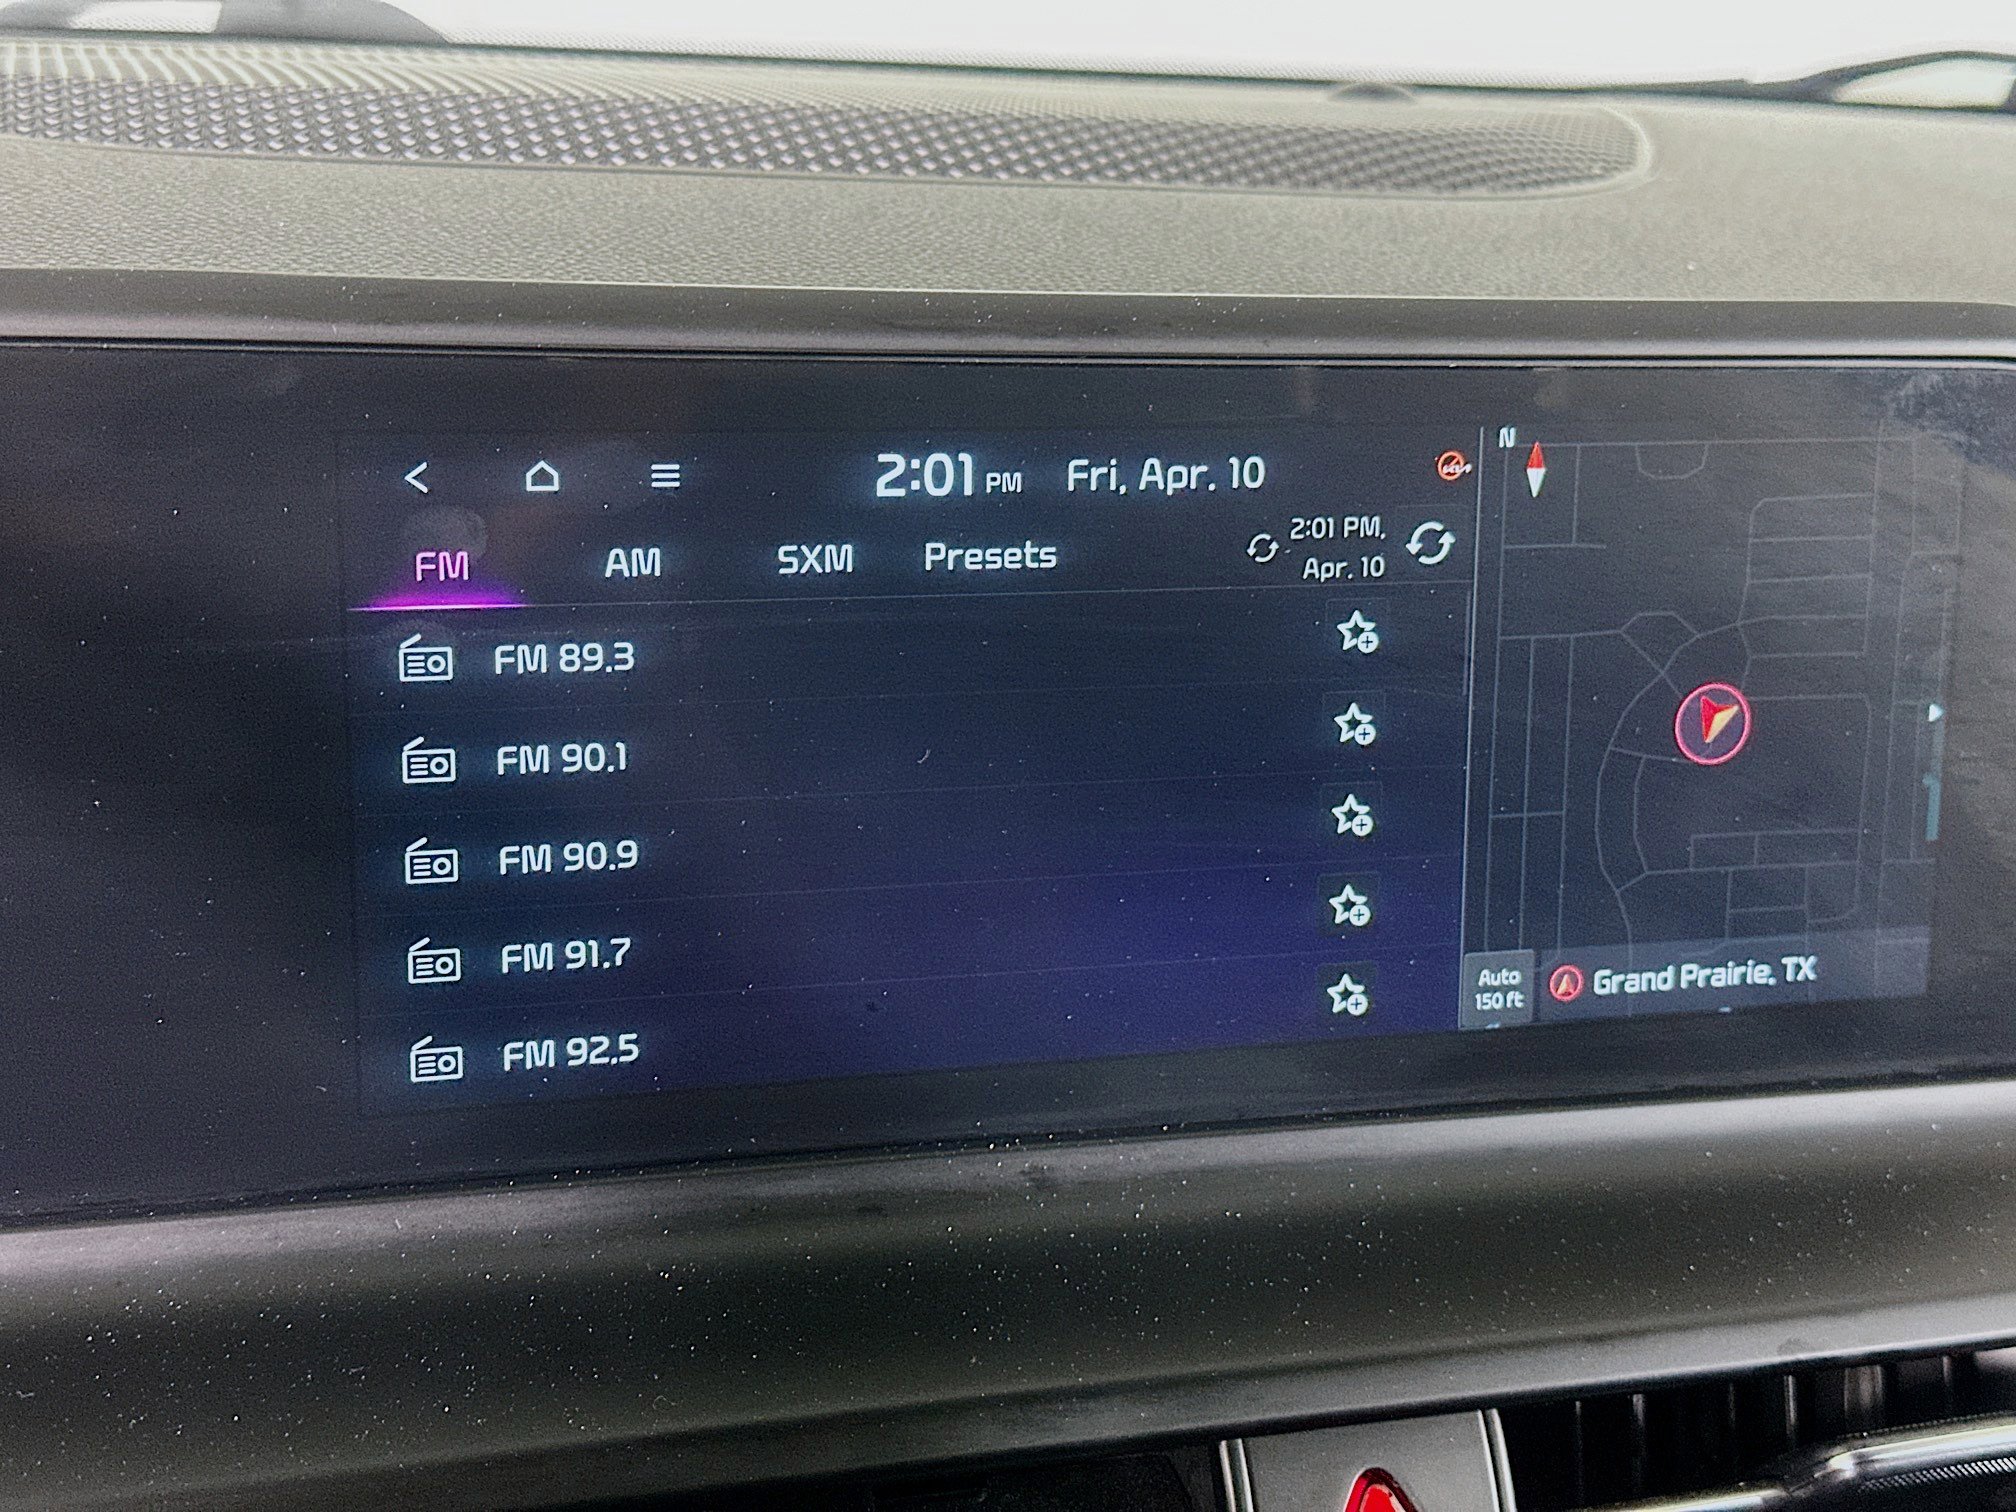 2:01 PM Fri, Apr. 10
N
FM AM SXM Presets
2:01 PM,
Apr. 10
FM 89.3
FM 90.1
FM 90.9
FM 91.7
FM 92.5
Auto
150 ft
Grand Prairie, TX